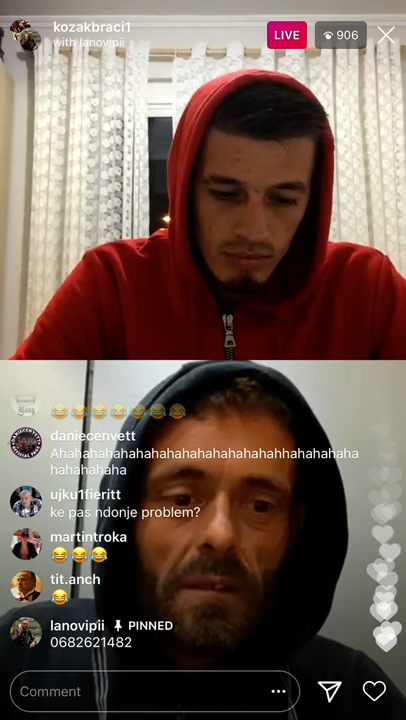 kozakbraci1
with lanovipii
LIVE
906
😂😂😂😂😂😂😂
daniecenvett
Ahahahahahahahahahahahahahahhahahahaha
hahahahaha
ujku1fieritt
ke pas ndonje problem?
martintroka
😂😂😂
tit.anch
😂
lanovipii PINNED
0682621482
Comment